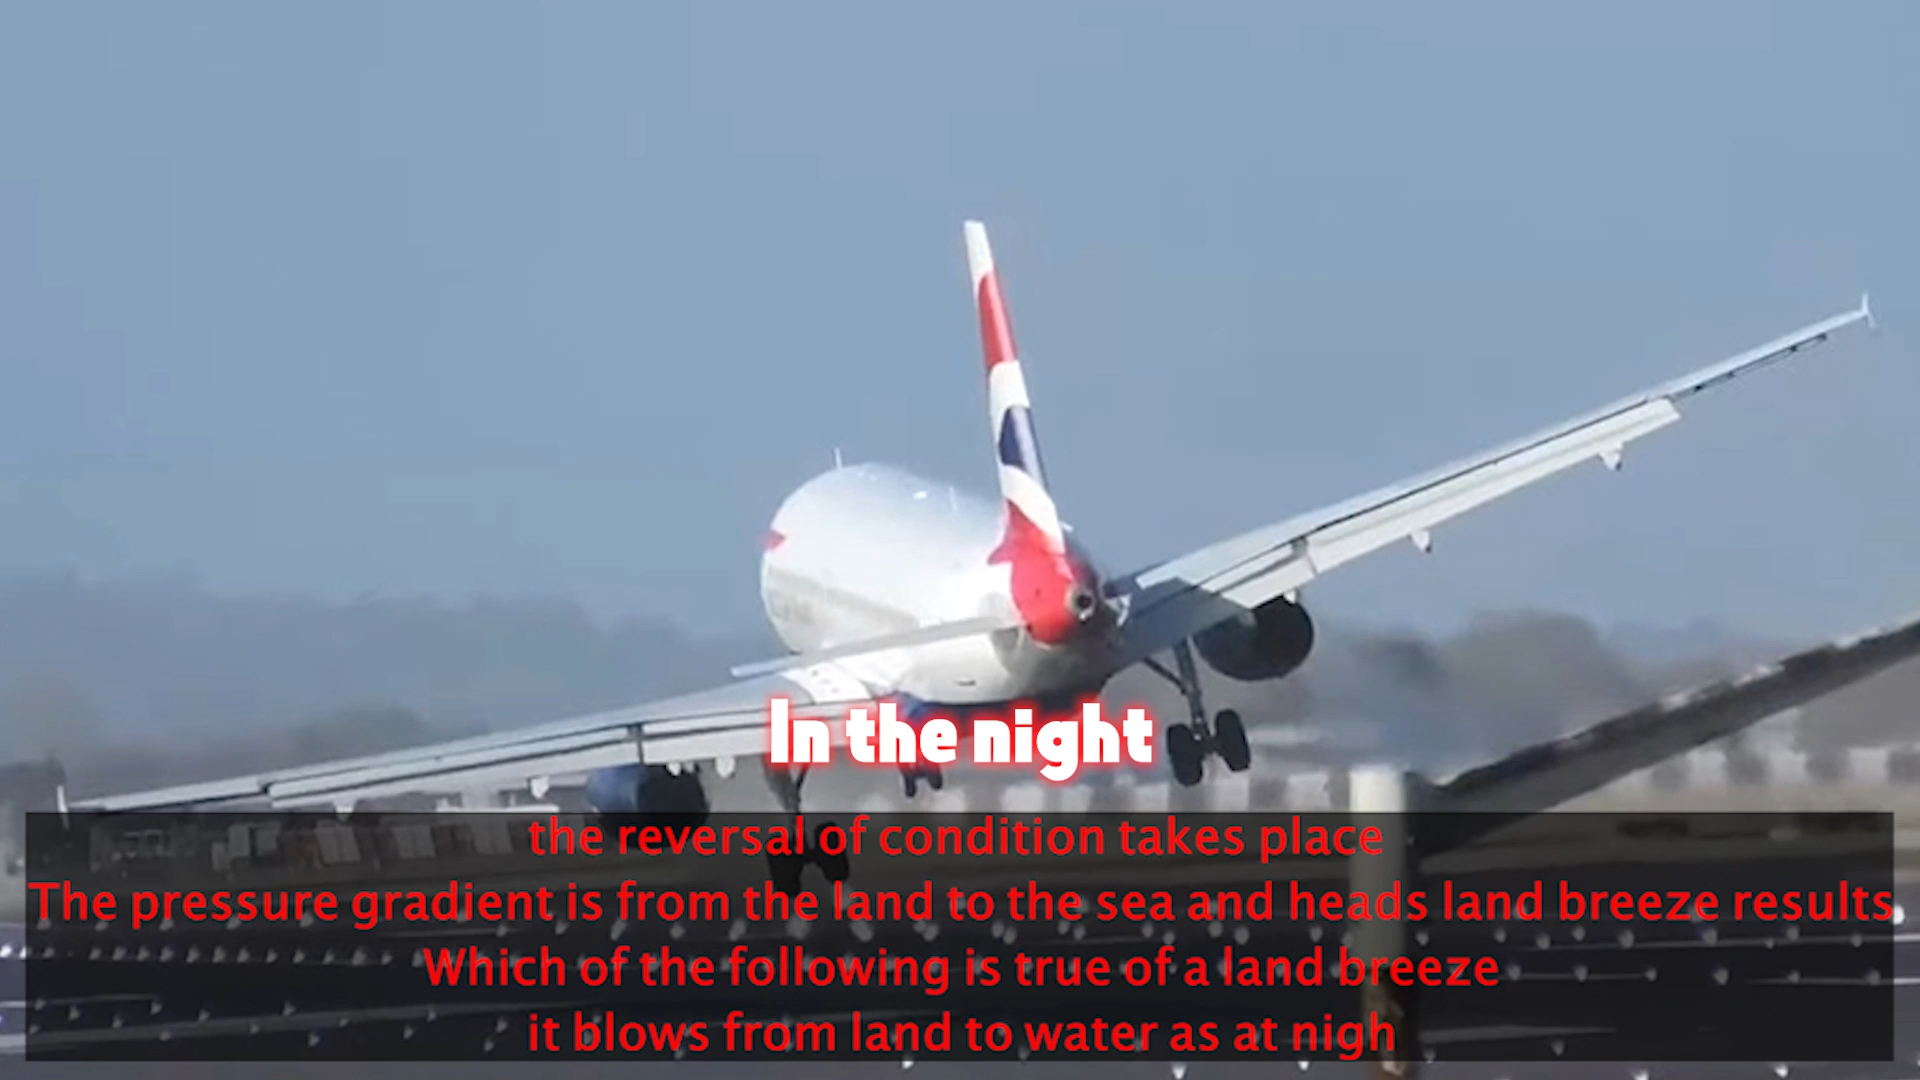 In the night
the reversal of condition takes place
The pressure gradient is from the land to the sea and heads land breeze results
Which of the following is true of a land breeze
it blows from land to water as at nigh